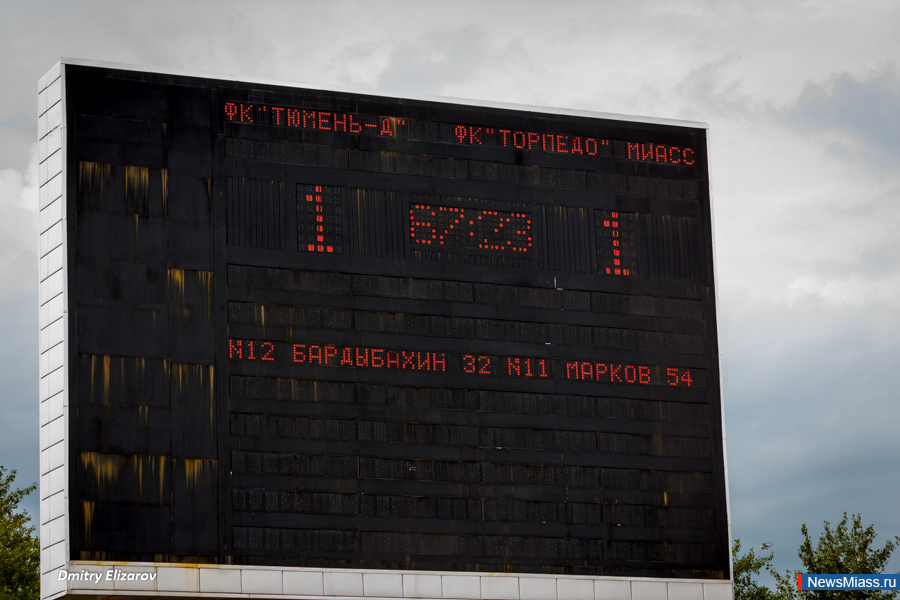 ФК"ТЮМЕНЬ-Д" ФК"ТОРПЕДО" МИАСС
1 67:23 1
N12 БАРДЫБАХИН 32 N11 МАРКОВ 54
Dmitry Elizarov
NewsMiass.ru